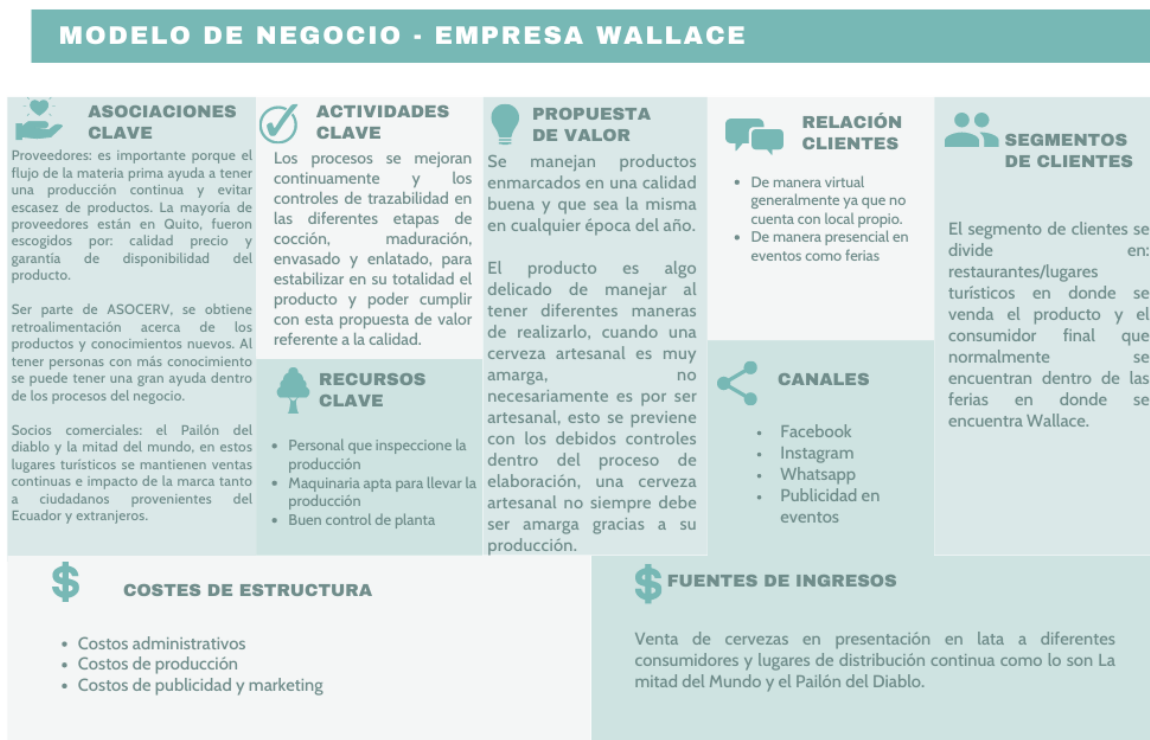 MODELO DE NEGOCIO - EMPRESA WALLACE
ASOCIACIONES
CLAVE
Proveedores: es importante porque el
flujo de la materia prima ayuda a tener
una producción continua y evitar
escasez de productos. La mayoría de
proveedores están en Quito, fueron
escogidos por: calidad precio y
garantía de disponibilidad del
producto.
Ser parte de ASOCERV, se obtiene
retroalimentación acerca de los
productos y conocimientos nuevos. Al
tener personas con más conocimiento
se puede tener una gran ayuda dentro
de los procesos del negocio.
Socios comerciales: el Pailón del
diablo y la mitad del mundo, en estos
lugares turísticos se mantienen ventas
continuas e impacto de la marca tanto
a ciudadanos provenientes del
Ecuador y extranjeros.
ACTIVIDADES
CLAVE
Los procesos se mejoran
continuamente y los
controles de trazabilidad en
las diferentes etapas de
cocción, maduración,
envasado y enlatado, para
estabilizar en su totalidad el
producto y poder cumplir
con esta propuesta de valor
referente a la calidad.
RECURSOS
CLAVE
• Personal que inspeccione la
producción
• Maquinaria apta para llevar la
producción
• Buen control de planta
PROPUESTA
DE VALOR
Se manejan productos
enmarcados en una calidad
buena y que sea la misma
en cualquier época del año.
El producto es algo
delicado de manejar al
tener diferentes maneras
de realizarlo, cuando una
cerveza artesanal es muy
amarga, no
necesariamente es por ser
artesanal, esto se previene
con los debidos controles
dentro del proceso de
elaboración, una cerveza
artesanal no siempre debe
ser amarga gracias a su
producción.
RELACIÓN
CLIENTES
• De manera virtual
generalmente ya que no
cuenta con local propio.
• De manera presencial en
eventos como ferias
CANALES
• Facebook
• Instagram
• Whatsapp
• Publicidad en
eventos
SEGMENTOS
DE CLIENTES
El segmento de clientes se
divide en:
restaurantes/lugares
turísticos en donde se
venda el producto y el
consumidor final que
normalmente se
encuentran dentro de las
ferias en donde se
encuentra Wallace.
COSTES DE ESTRUCTURA
• Costos administrativos
• Costos de producción
• Costos de publicidad y marketing
FUENTES DE INGRESOS
Venta de cervezas en presentación en lata a diferentes
consumidores y lugares de distribución continua como lo son La
mitad del Mundo y el Pailón del Diablo.